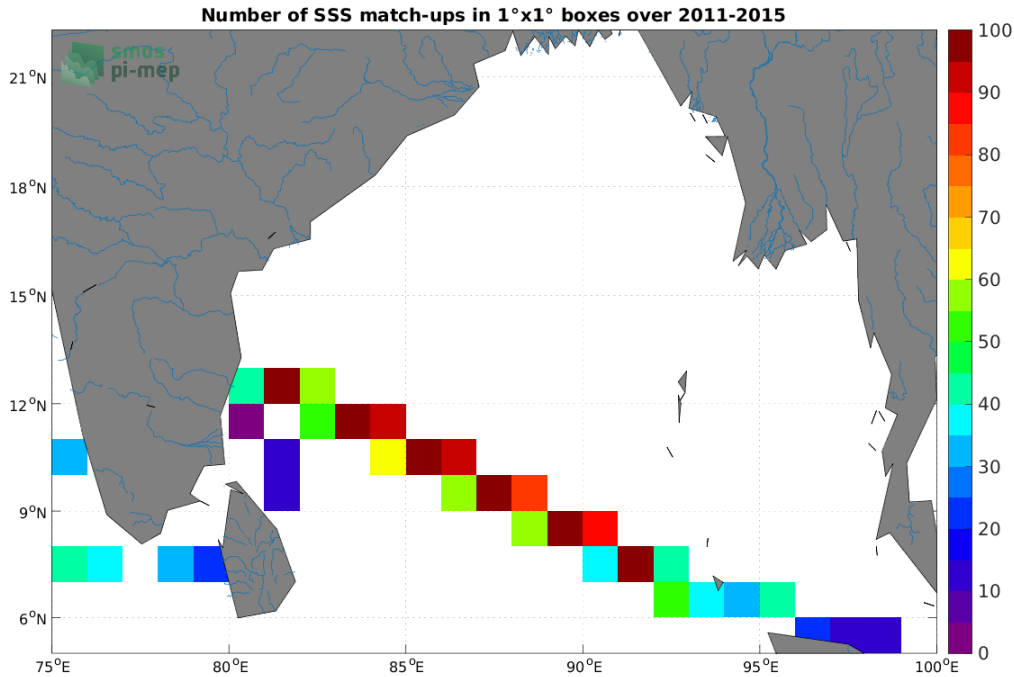 Number of SSS match-ups in 1°x1° boxes over 2011-2015
smos
pi-mep
21°N
18°N
15°N
12°N
9°N
6°N
75°E 80°E 85°E 90°E 95°E 100°E
100
90
80
70
60
50
40
30
20
10
0